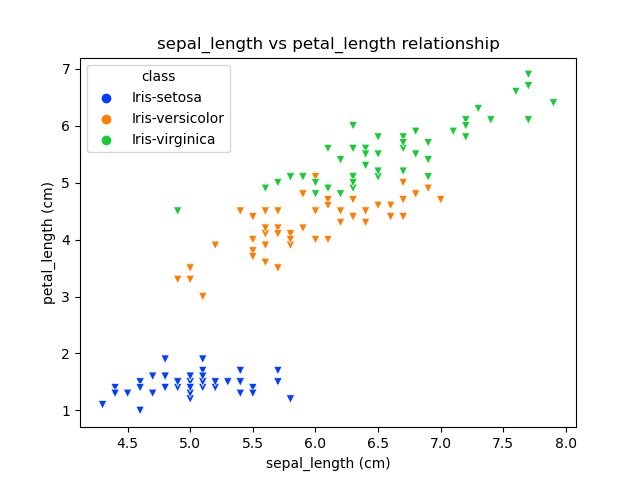 sepal_length vs petal_length relationship
class
Iris-setosa
Iris-versicolor
Iris-virginica
7
6
5
4
3
2
1
petal_length (cm)
4.5 5.0 5.5 6.0 6.5 7.0 7.5 8.0
sepal_length (cm)